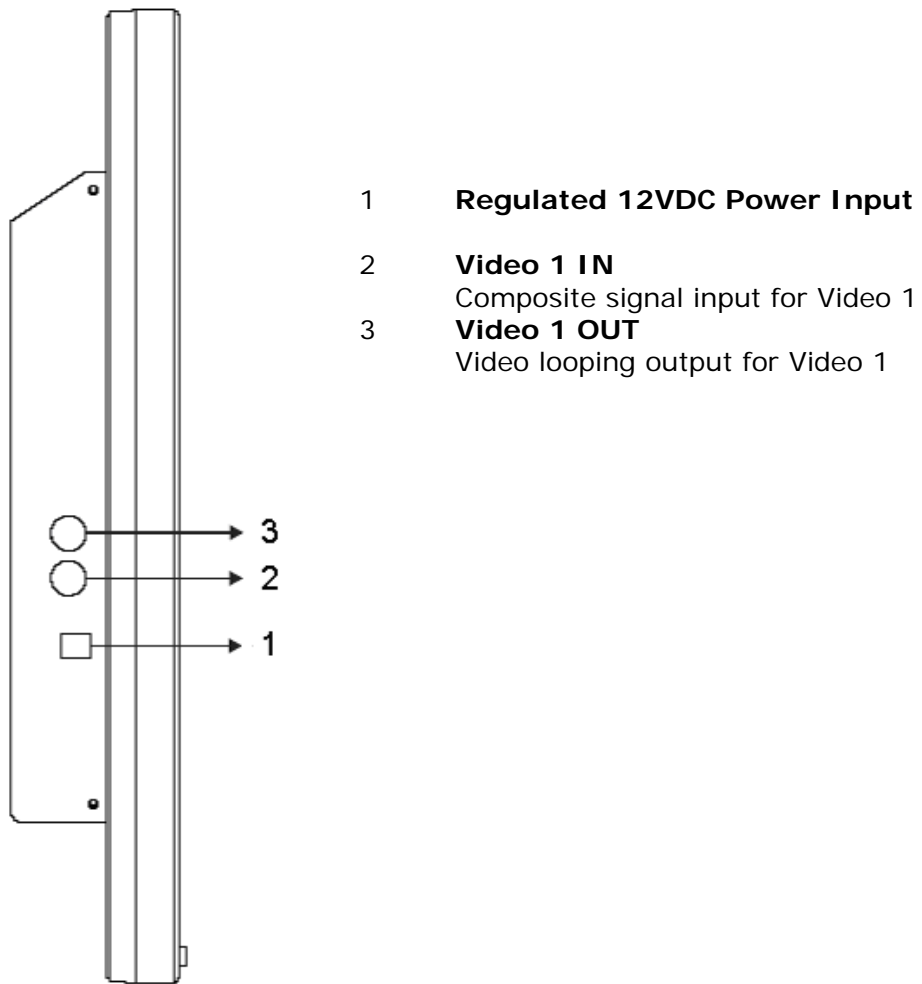 1 Regulated 12VDC Power Input
2 Video 1 IN
Composite signal input for Video 1
3 Video 1 OUT
Video looping output for Video 1
3
2
1